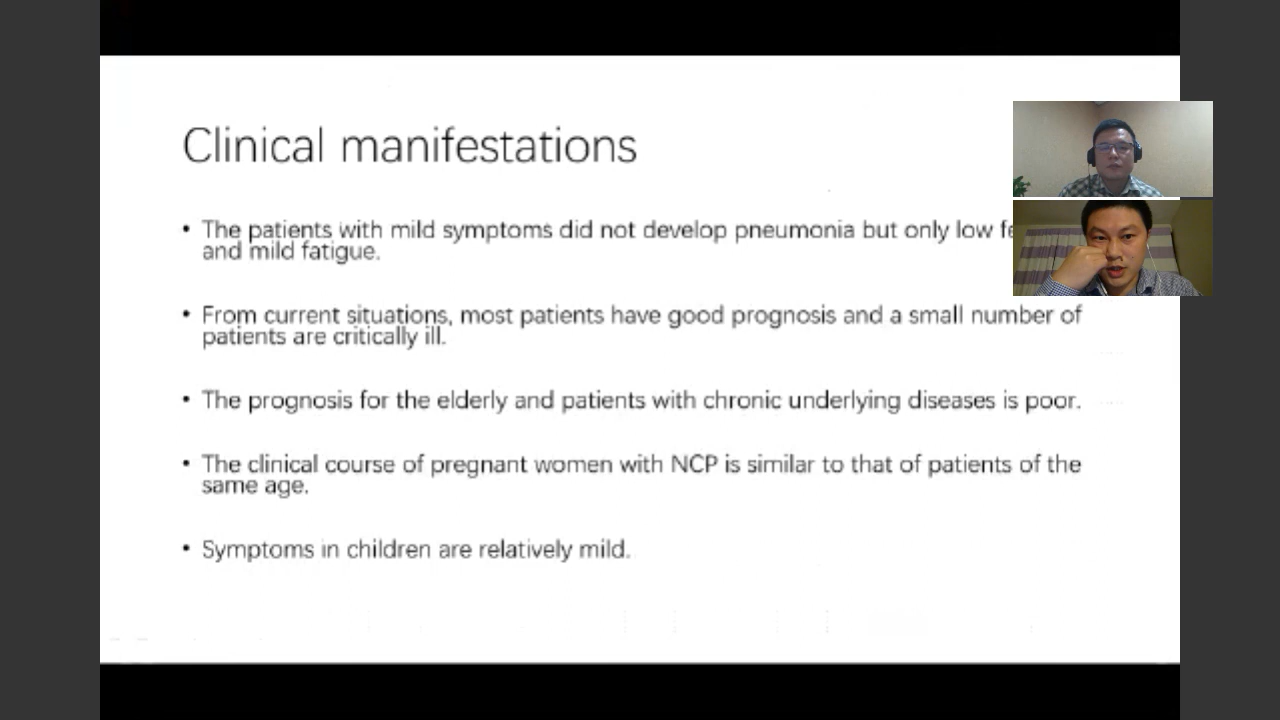 Clinical manifestations
• The patients with mild symptoms did not develop pneumonia but only low
and mild fatigue.
• From current situations, most patients have good prognosis and a small number of
patients are critically ill.
• The prognosis for the elderly and patients with chronic underlying diseases is poor.
• The clinical course of pregnant women with NCP is similar to that of patients of the
same age.
• Symptoms in children are relatively mild.